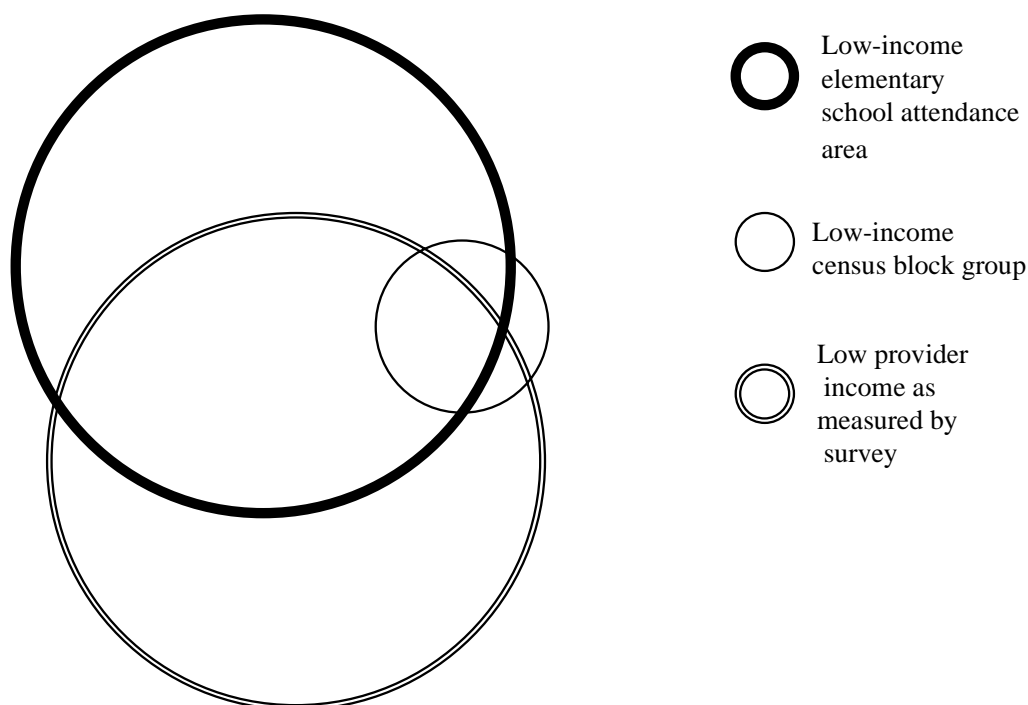 Low-income
elementary
school attendance
area
Low-income
census block group
Low provider
income as
measured by
survey